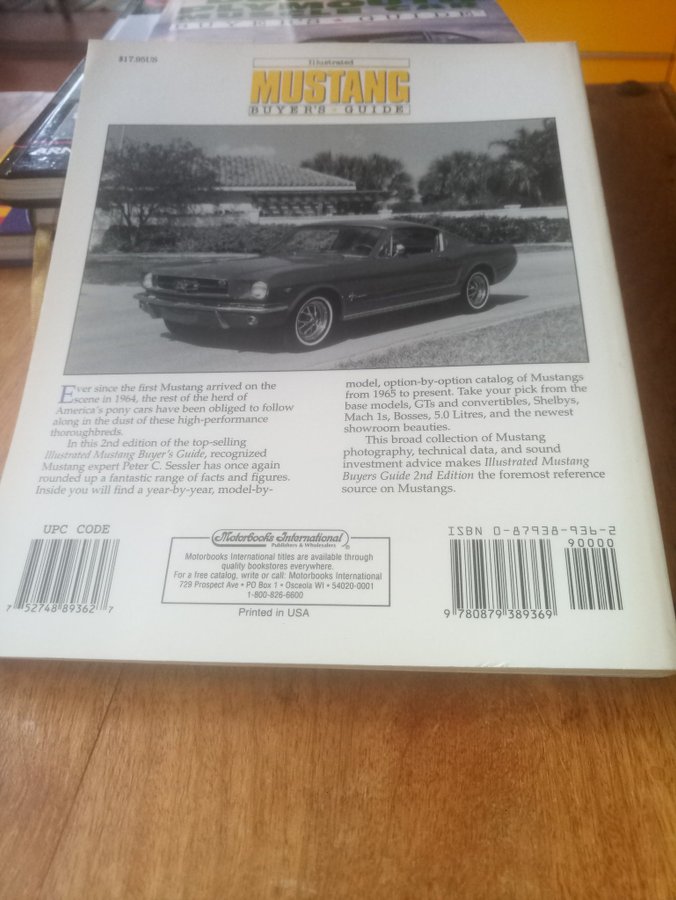 BUYER'S GUIDE
$17.95US
Illustrated
MUSTANG
BUYER'S • GUIDE
Ever since the first Mustang arrived on the
scene in 1964, the rest of the herd of
America's pony cars have been obliged to follow
along in the dust of these high-performance
thoroughbreds.
In this 2nd edition of the top-selling
Illustrated Mustang Buyer's Guide, recognized
Mustang expert Peter C. Sessler has once again
rounded up a fantastic range of facts and figures.
Inside you will find a year-by-year, model-by-
model, option-by-option catalog of Mustangs
from 1965 to present. Take your pick from the
base models, GTs and convertibles, Shelbys,
Mach 1s, Bosses, 5.0 Litres, and the newest
showroom beauties.
This broad collection of Mustang
photography, technical data, and sound
investment advice makes Illustrated Mustang
Buyers Guide 2nd Edition the foremost reference
source on Mustangs.
UPC CODE
7 52748 89362 7
Motorbooks International
Publishers & Wholesalers
Motorbooks International titles are available through
quality bookstores everywhere.
For a free catalog, write or call: Motorbooks International
729 Prospect Ave • PO Box 1 • Osceola WI • 54020-0001
1-800-826-6600
Printed in USA
ISBN 0-87938-936-2
90000
9 780879 389369